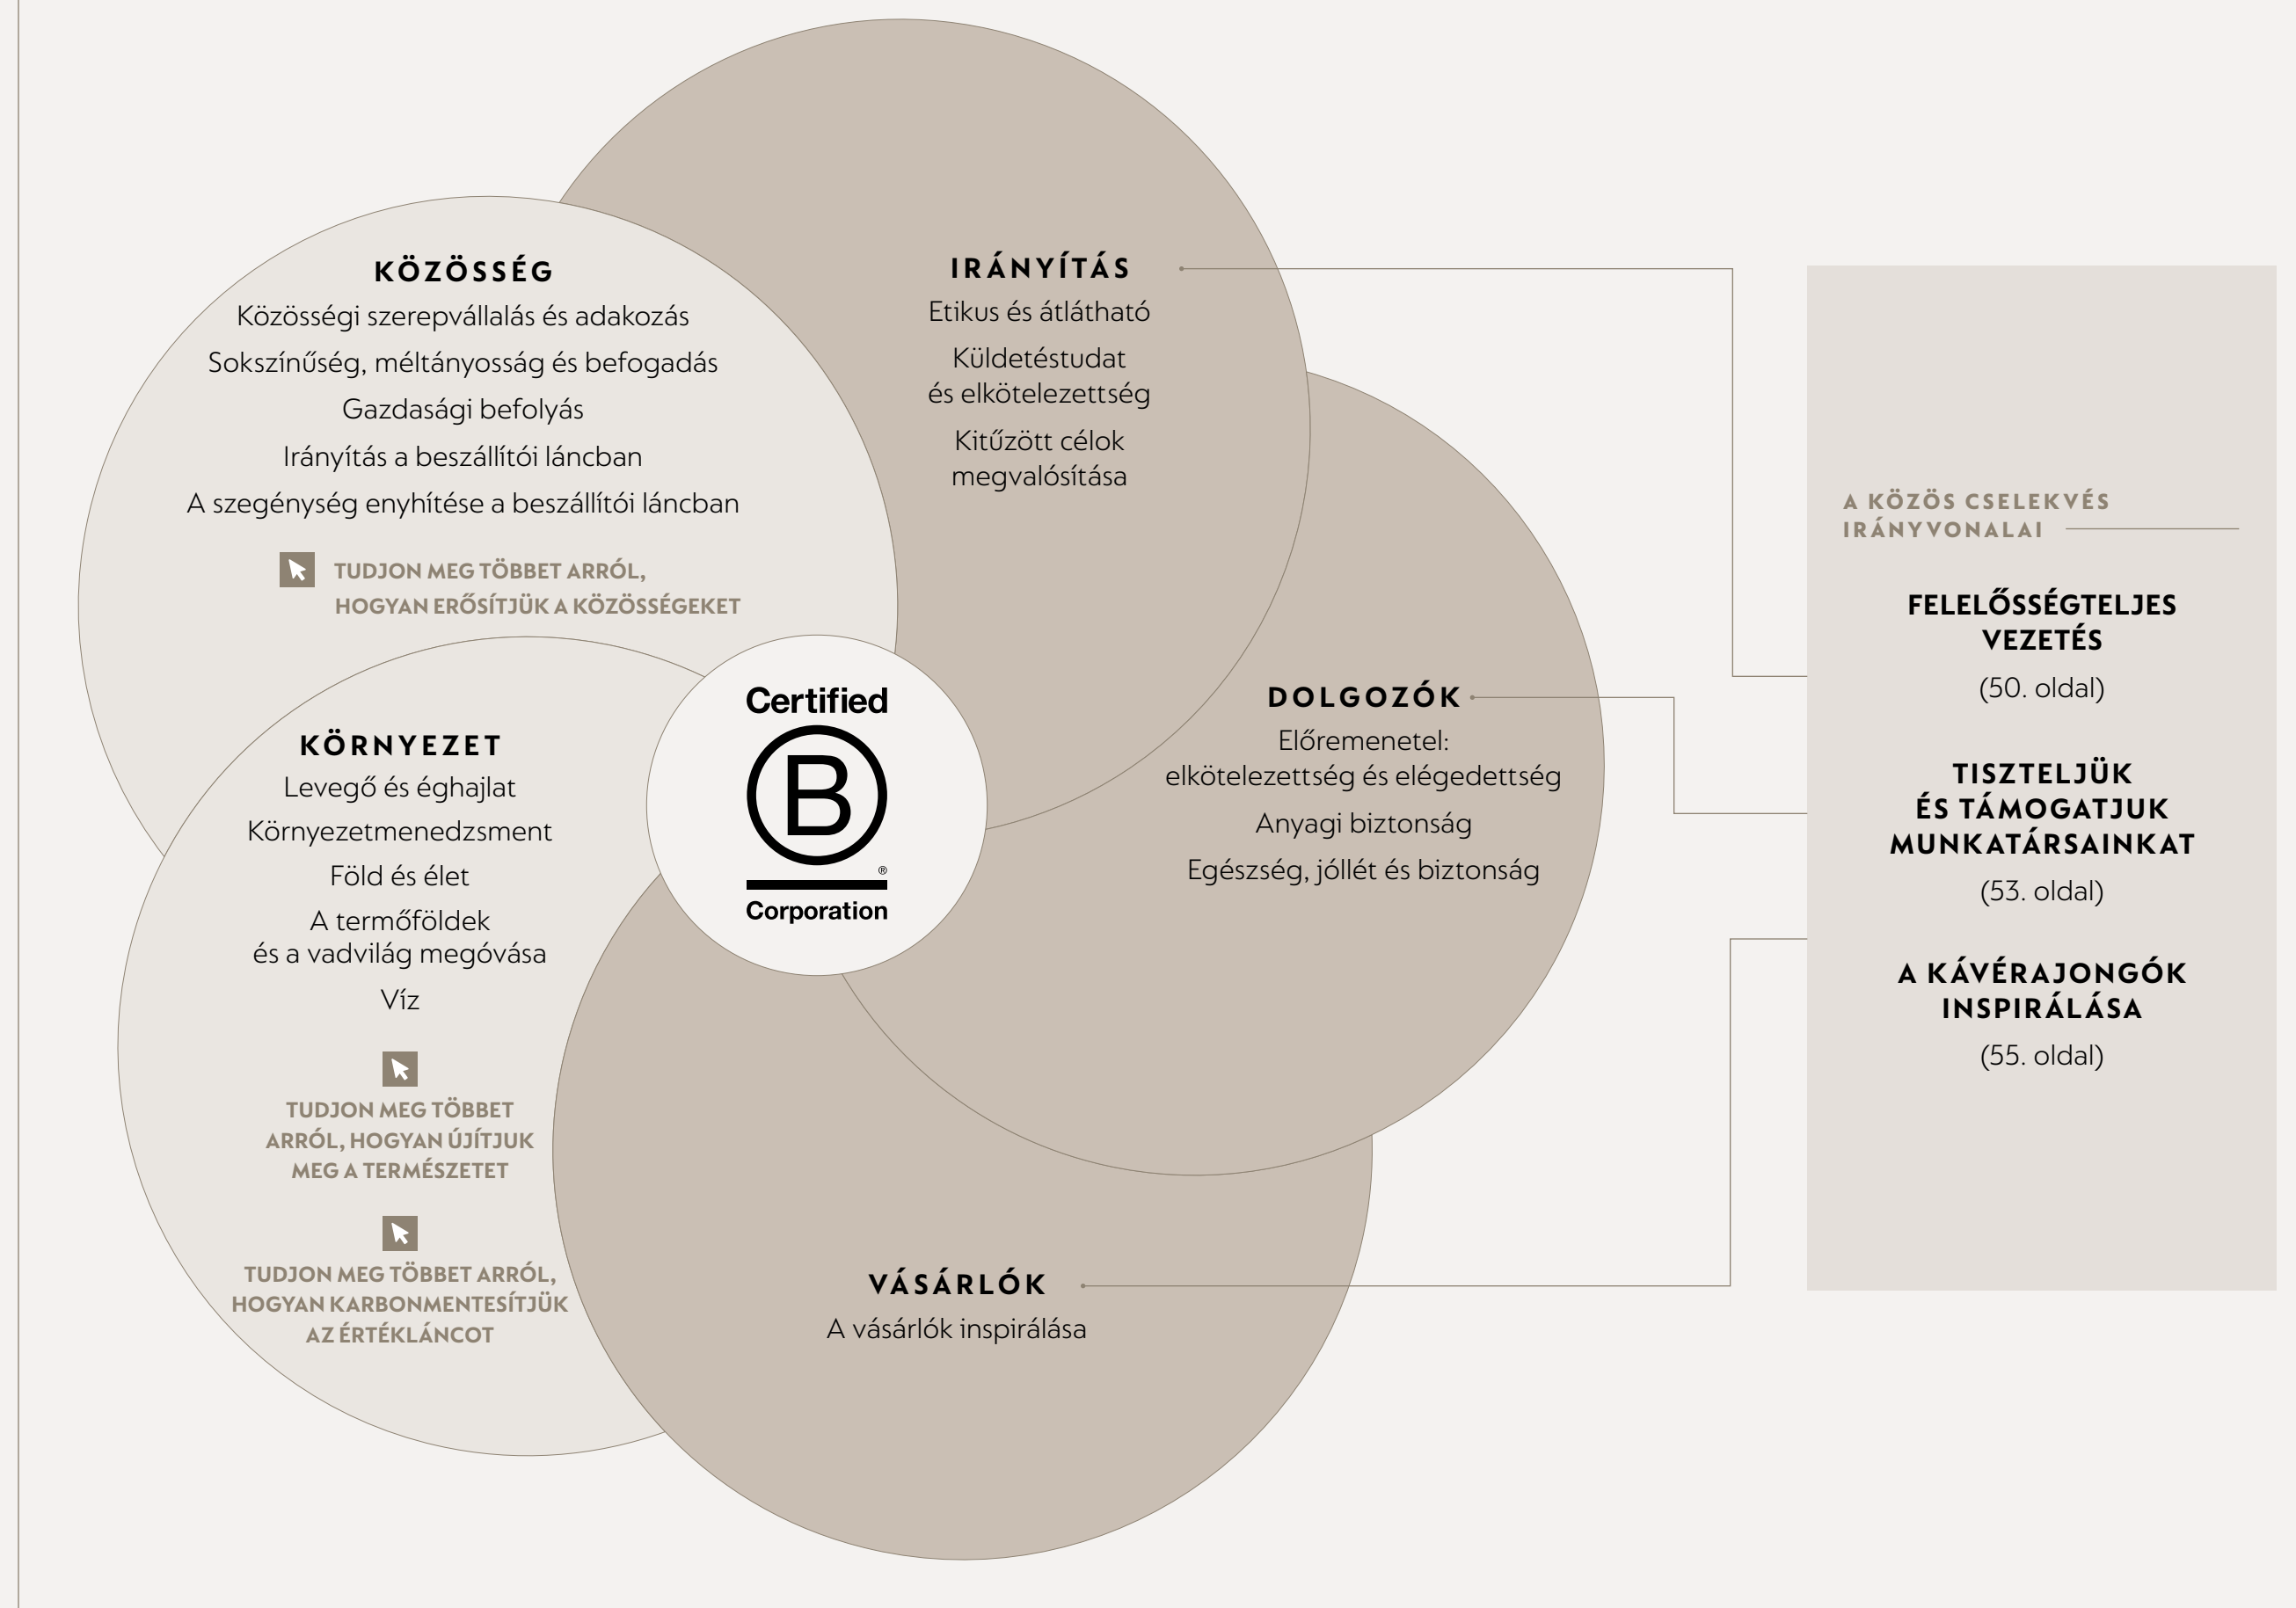 KÖZÖSSÉG
Közösségi szerepvállalás és adakozás
Sokszínűség, méltányosság és befogadás
Gazdasági befolyás
Irányítás a beszállítói láncban
A szegénység enyhítése a beszállítói láncban
TUDJON MEG TÖBBET ARRÓL,
HOGYAN ERŐSÍTJÜK A KÖZÖSSÉGEKET
IRÁNYÍTÁS
Etikus és átlátható
Küldetéstudat
és elkötelezettség
Kitűzött célok
megvalósítása
KÖRNYEZET
Levegő és éghajlat
Környezetmenedzsment
Föld és élet
A termőföldek
és a vadvilág megóvása
Víz
TUDJON MEG TÖBBET
ARRÓL, HOGYAN ÚJÍTJUK
MEG A TERMÉSZETET
TUDJON MEG TÖBBET ARRÓL,
HOGYAN KARBONMENTESÍTJÜK
AZ ÉRTÉKLÁNCOT
Certified
B
®
Corporation
DOLGOZÓK
Előremenetel:
elkötelezettség és elégedettség
Anyagi biztonság
Egészség, jóllét és biztonság
VÁSÁRLÓK
A vásárlók inspirálása
A KÖZÖS CSELEKVÉS
IRÁNYVONALAI
FELELŐSSÉGTELJES
VEZETÉS
(50. oldal)
TISZTELJÜK
ÉS TÁMOGATJUK
MUNKATÁRSAINKAT
(53. oldal)
A KÁVÉRAJONGÓK
INSPIRÁLÁSA
(55. oldal)